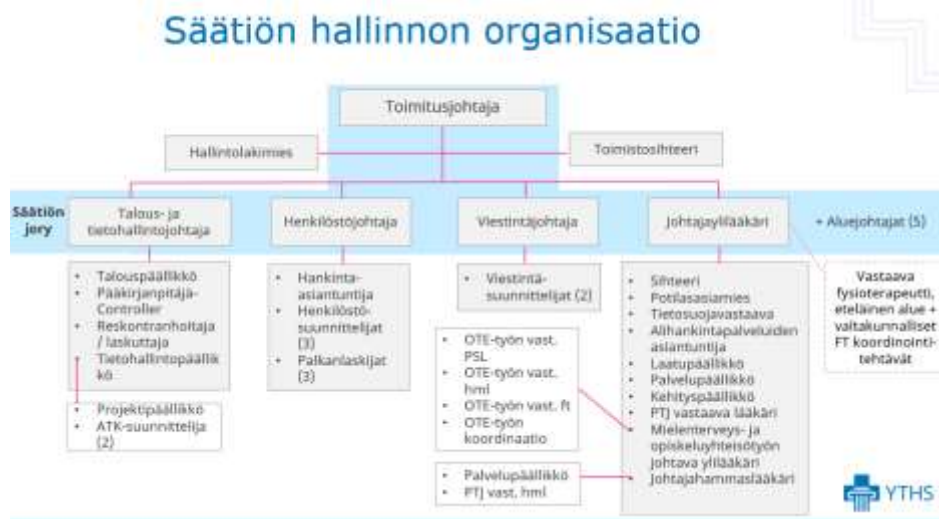 Säätiön hallinnon organisaatio
Toimitusjohtaja
Hallintolakimies
Toimistosihteeri
Säätiön
jory
Talous- ja
tietohallintojohtaja
Henkilöstöjohtaja
Viestintäjohtaja
Johtajaylilääkäri
+ Aluejohtajat (5)
• Talouspäällikkö
• Pääkirjanpitäjä-
Controller
• Reskontranhoitaja
/ laskuttaja
• Tietohallintopäällik
kö
• Projektipäällikkö
• ATK-suunnittelija
(2)
• Hankinta-
asiantuntija
• Henkilöstö-
suunnittelijat
(3)
• Palkanlaskijat
(3)
• Viestintä-
suunnittelijat (2)
• OTE-työn vast.
PSL
• OTE-työn vast.
hml
• OTE-työn vast. ft
• OTE-työn
koordinaatio
• Palvelupäällikkö
• PTJ vast. hml
• Sihteeri
• Potilasasiamies
• Tietosuojavastaava
• Alihankintapalveluiden
asiantuntija
• Laatupäällikkö
• Palvelupäällikkö
• Kehityspäällikkö
• PTJ vastaava lääkäri
• Mielenterveys- ja
opiskeluyhteisötyön
johtava ylilääkäri
• Johtajahammaslääkäri
Vastaava
fysioterapeutti,
eteläinen alue +
valtakunnalliset
FT koordinointi-
tehtävät
YTHS